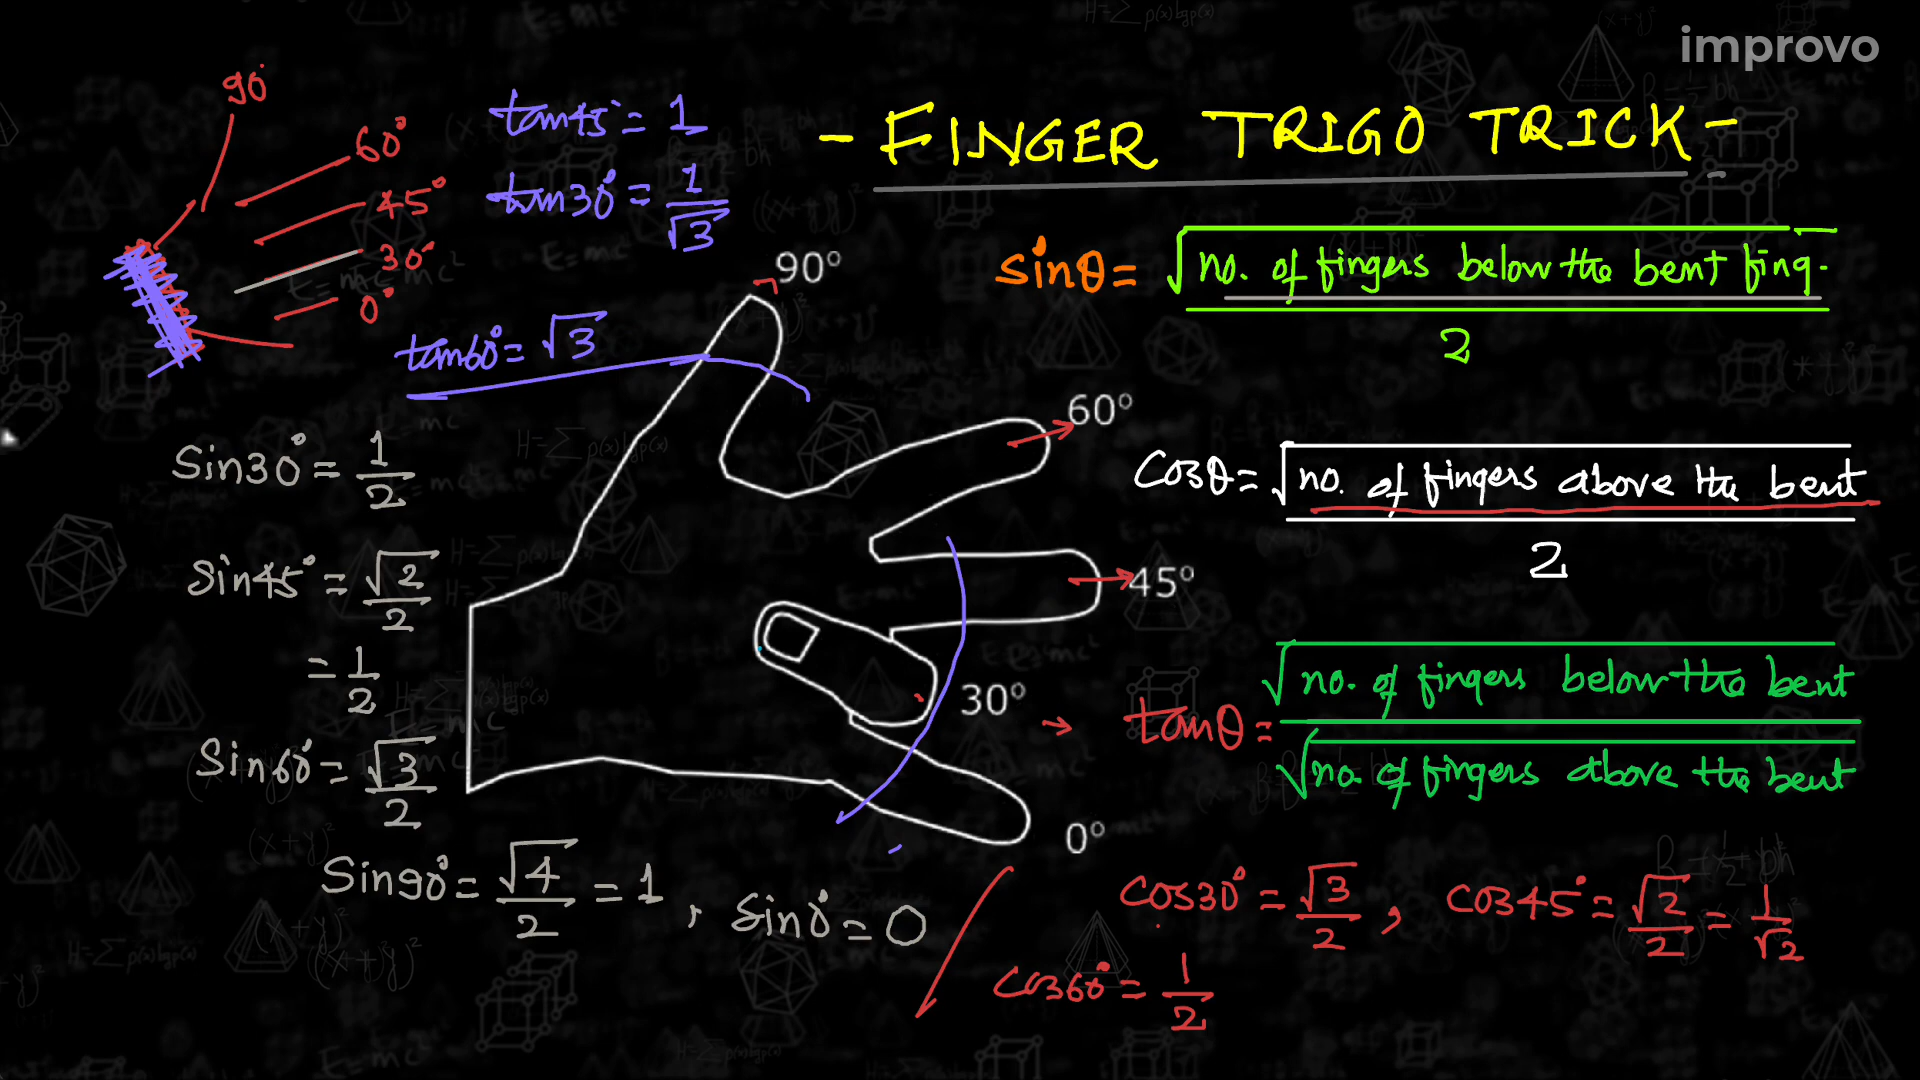 improvo
- FINGER TRIGO TRICK -
90°
60°
45°
30°
0°
tan45° = 1
tan30° = 1/√3
tan60° = √3
sinθ = √no. of fingers below the bent fing. / 2
90°
60°
45°
30°
0°
cosθ = √no. of fingers above the bent / 2
Sin30° = 1/2
Sin45° = √2/2
= 1/2
Sin60° = √3/2
Sin90° = √4/2 = 1, Sin0° = 0
→ tanθ = √no. of fingers below the bent / √no. of fingers above the bent
cos30° = √3/2, cos45° = √2/2 = 1/√2
cos60° = 1/2